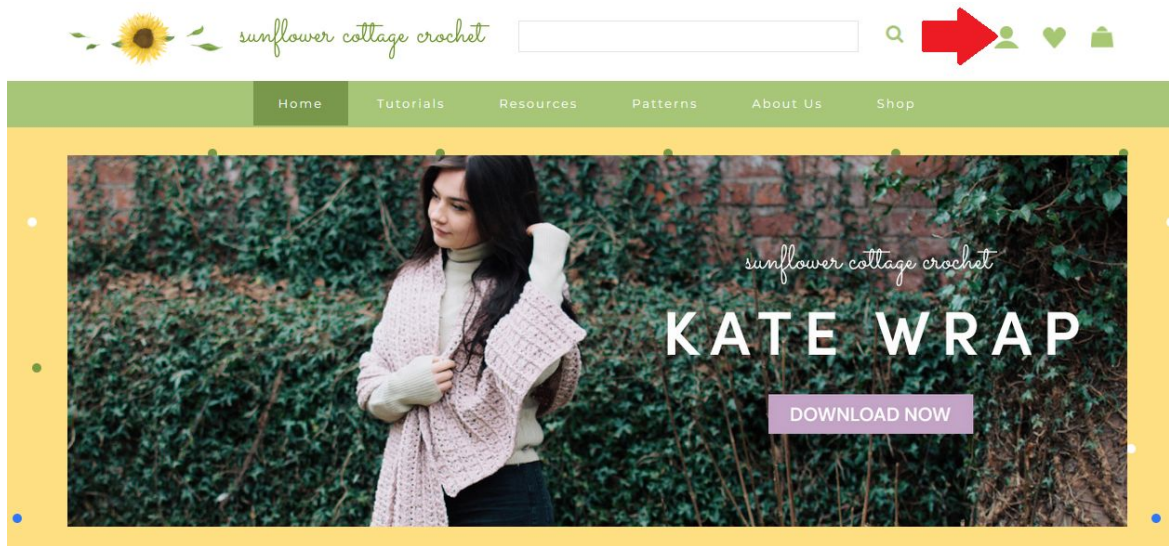 sunflower cottage crochet
Home Tutorials Resources Patterns About Us Shop
sunflower cottage crochet
KATE WRAP
DOWNLOAD NOW